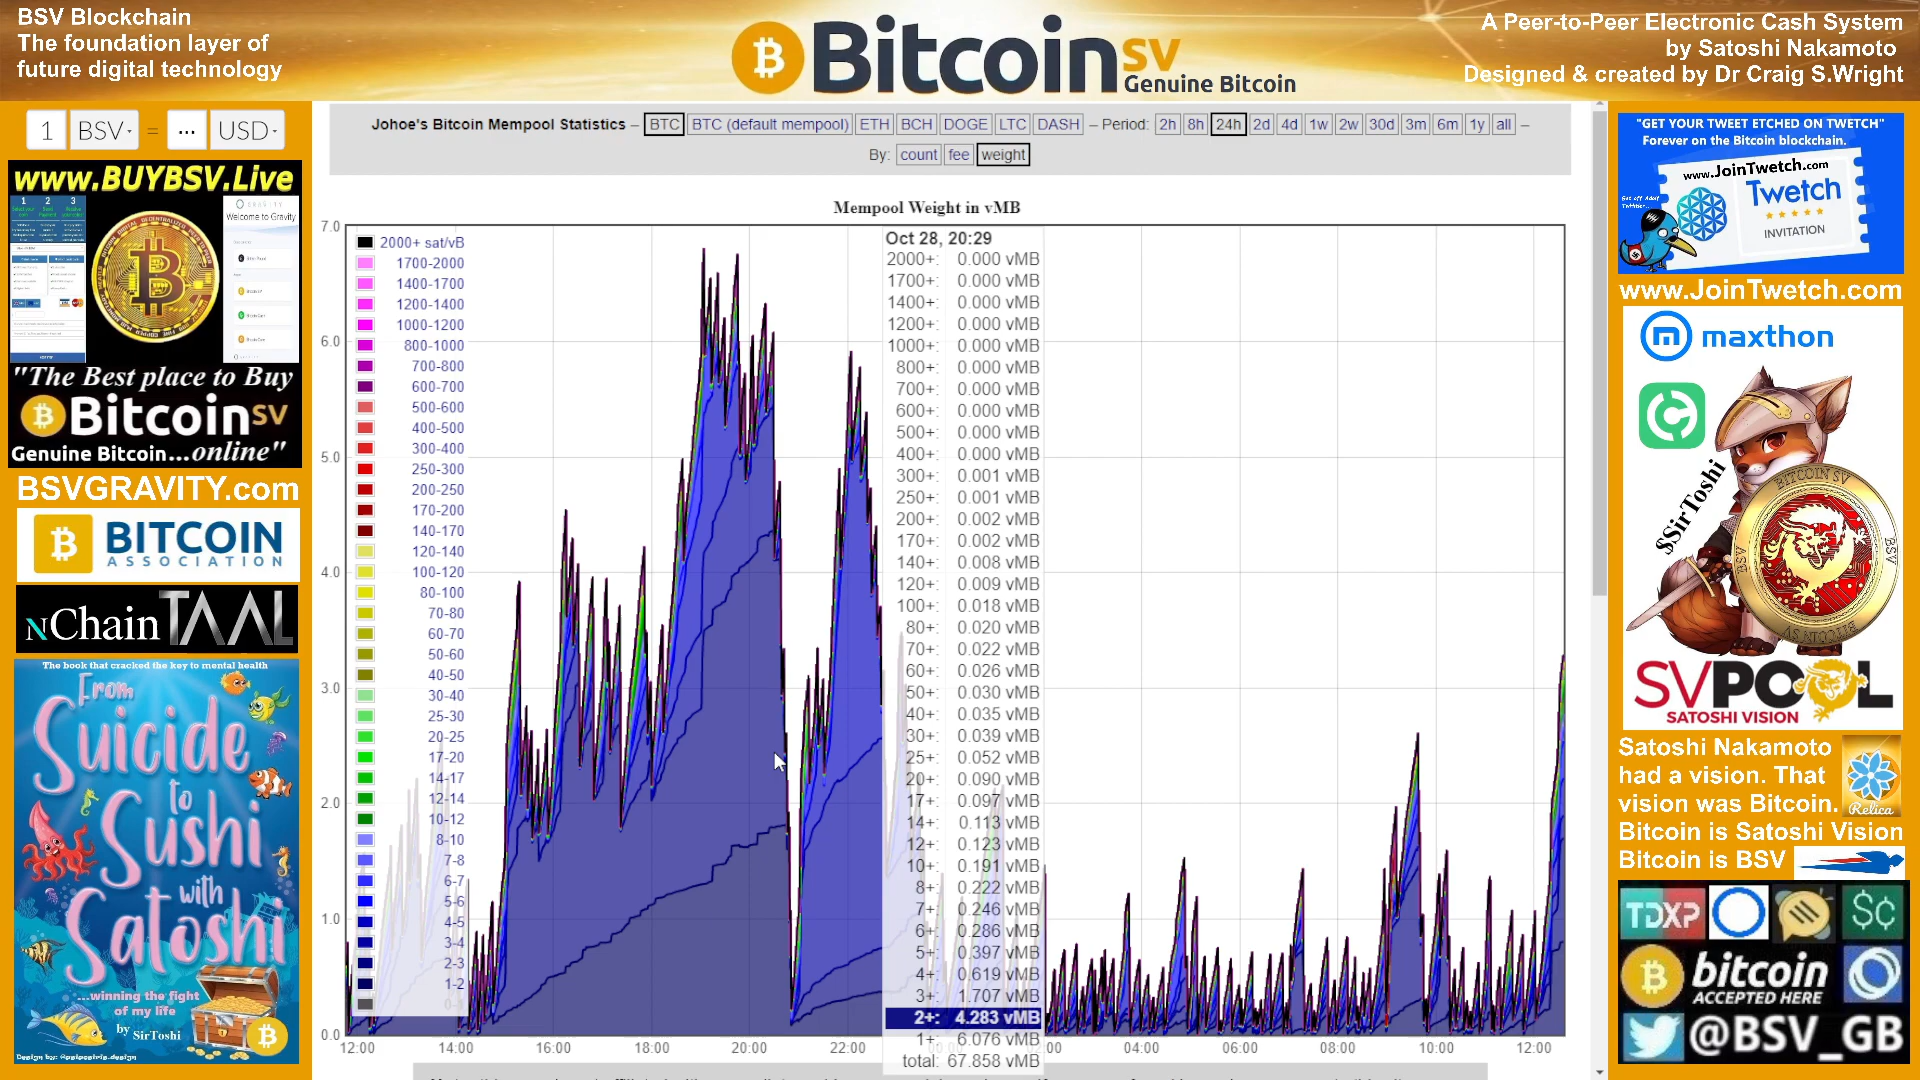 BSV Blockchain
The foundation layer of
future digital technology
Bitcoin SV
Genuine Bitcoin
A Peer-to-Peer Electronic Cash System
by Satoshi Nakamoto
Designed & created by Dr Craig S.Wright
1 BSV = ... USD
www.BUYBSV.Live
1 2 3
Welcome to Gravity
"The Best place to Buy
Bitcoin SV
Genuine Bitcoin...online"
BSVGRAVITY.com
BITCOIN
ASSOCIATION
nChain TAAL
The book that cracked the key to mental health
From
Suicide
to
Sushi
with
Satoshi
...winning the fight
of my life
by SirToshi
Johoe's Bitcoin Mempool Statistics – BTC BTC (default mempool) ETH BCH DOGE LTC DASH – Period: 2h 8h 24h 2d 4d 1w 2w 30d 3m 6m 1y all –
By: count fee weight
Mempool Weight in vMB
7.0
6.0
5.0
4.0
3.0
2.0
1.0
0.0
2000+ sat/vB
1700-2000
1400-1700
1200-1400
1000-1200
800-1000
700-800
600-700
500-600
400-500
300-400
250-300
200-250
170-200
140-170
120-140
100-120
80-100
70-80
60-70
50-60
40-50
30-40
25-30
20-25
17-20
14-17
12-14
10-12
8-10
7-8
6-7
5-6
4-5
3-4
2-3
1-2
0-1
Oct 28, 20:29
2000+: 0.000 vMB
1700+: 0.000 vMB
1400+: 0.000 vMB
1200+: 0.000 vMB
1000+: 0.000 vMB
800+: 0.000 vMB
700+: 0.000 vMB
600+: 0.000 vMB
500+: 0.000 vMB
400+: 0.000 vMB
300+: 0.001 vMB
250+: 0.001 vMB
200+: 0.002 vMB
170+: 0.002 vMB
140+: 0.008 vMB
120+: 0.009 vMB
100+: 0.018 vMB
80+: 0.020 vMB
70+: 0.022 vMB
60+: 0.026 vMB
50+: 0.030 vMB
40+: 0.035 vMB
30+: 0.039 vMB
25+: 0.052 vMB
20+: 0.090 vMB
17+: 0.097 vMB
14+: 0.113 vMB
12+: 0.123 vMB
10+: 0.191 vMB
8+: 0.222 vMB
7+: 0.246 vMB
6+: 0.286 vMB
5+: 0.397 vMB
4+: 0.619 vMB
3+: 1.707 vMB
2+: 4.283 vMB
1+: 6.076 vMB
total: 67.858 vMB
12:00 14:00 16:00 18:00 20:00 22:00 04:00 06:00 08:00 10:00 12:00
"GET YOUR TWEET ETCHED ON TWETCH"
Forever on the Bitcoin blockchain.
www.JoinTwetch.com
Twetch
INVITATION
www.JoinTwetch.com
maxthon
$SirToshi
BITCOIN SV
BSV
BSV
BITCOIN SV
SVPOOL
SATOSHI VISION
Satoshi Nakamoto
had a vision. That
vision was Bitcoin.
Relica
Bitcoin is Satoshi Vision
Bitcoin is BSV
TDXP
bitcoin
ACCEPTED HERE
@BSV_GB